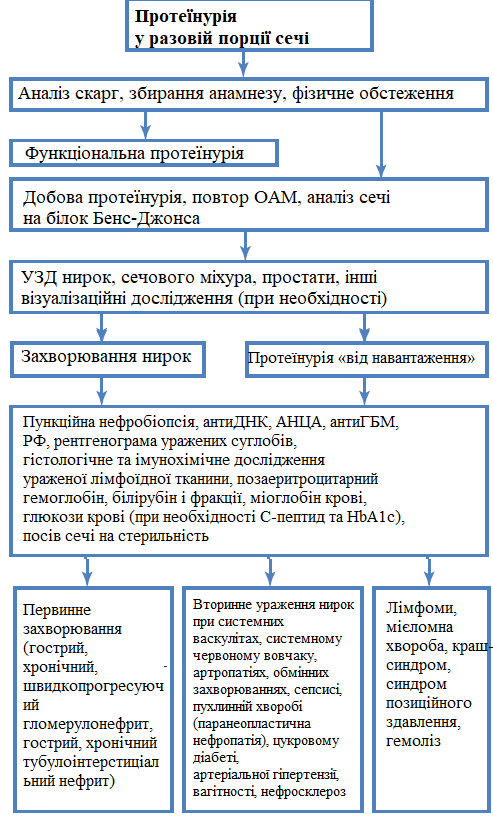 Протеїнурія
у разовій порції сечі
Аналіз скарг, збирання анамнезу, фізичне обстеження
Функціональна протеїнурія
Добова протеїнурія, повтор ОАМ, аналіз сечі
на білок Бенс-Джонса
УЗД нирок, сечового міхура, простати, інші
візуалізаційні дослідження (при необхідності)
Захворювання нирок
Протеїнурія «від навантаження»
Пункційна нефробіопсія, антиДНК, АНЦА, антиГБМ,
РФ, рентгенограма уражених суглобів,
гістологічне та імунохімічне дослідження
ураженої лімфоїдної тканини, позаеритроцитарний
гемоглобін, білірубін і фракції, міоглобін крові,
глюкози крові (при необхідності С-пептид та HbA1c),
посів сечі на стерильність
Первинне
захворювання
(гострий,
хронічний, -
швидкопрогресуюч
ий
гломерулонефрит,
гострий, хронічний
тубулоінтерстиціал
ьний нефрит)
Вторинне ураження нирок
при системних
васкулітах, системному
червоному вовчаку,
артропатіях, обмінних
захворюваннях, сепсисі,
пухлинній хворобі
(паранеопластична
нефропатія), цукровому
діабеті,
артеріальної гіпертензії,
вагітності, нефросклероз
Лімфоми,
мієломна
хвороба, краш-
синдром,
синдром
позиційного
здавлення,
гемоліз